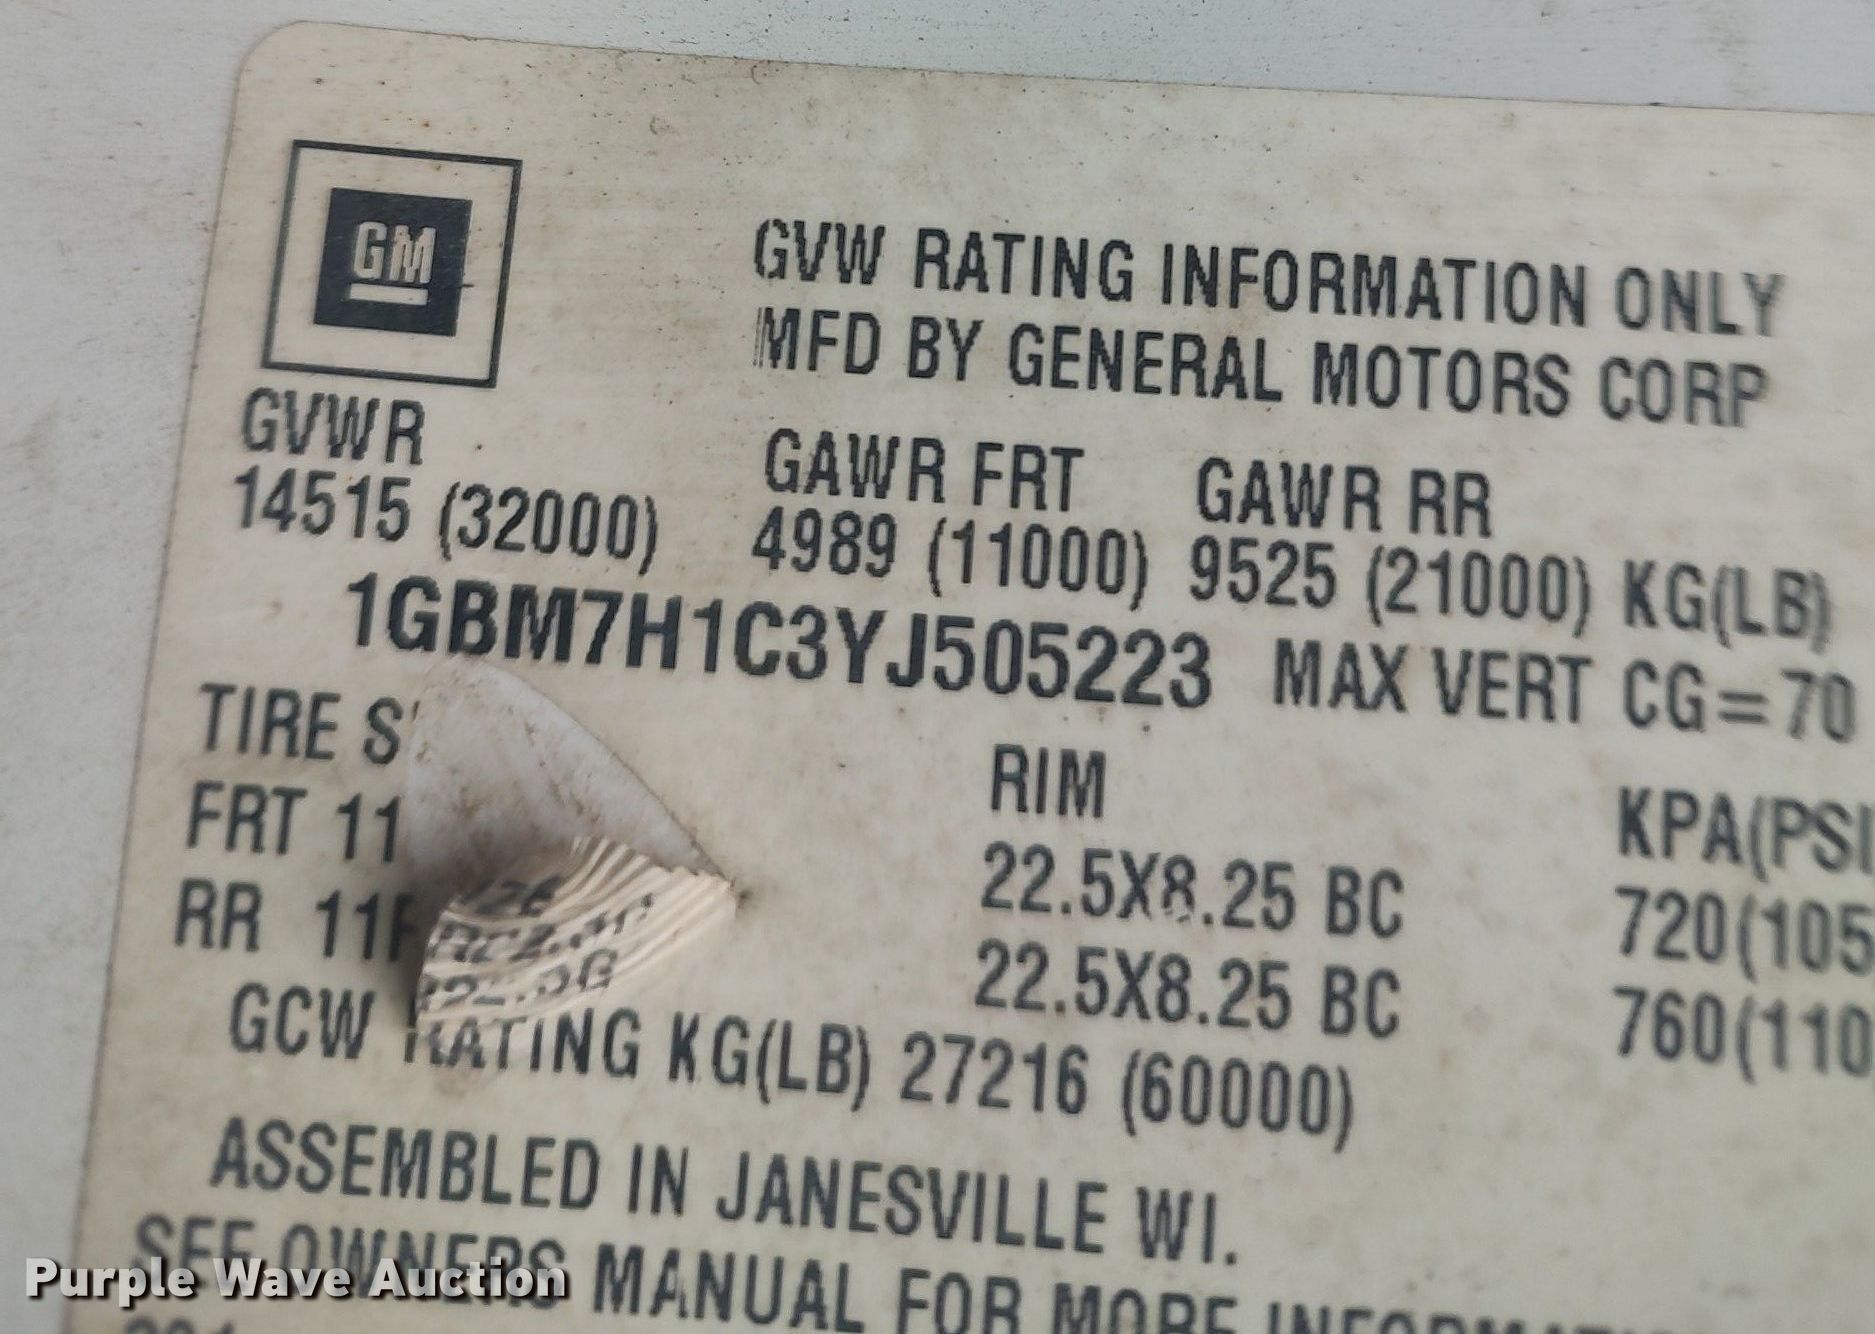 GM
GVW RATING INFORMATION ONLY
MFD BY GENERAL MOTORS CORP
GVWR GAWR FRT GAWR RR
14515 (32000) 4989 (11000) 9525 (21000) KG(LB)
1GBM7H1C3YJ505223 MAX VERT CG=70
TIRE RIM KPA(PSI
FRT 11 22.5X8.25 BC 720(105
RR 22.5X8.25 BC 760(110
GCW RATING KG(LB) 27216 (60000)
ASSEMBLED IN JANESVILLE WI.
SEE OWNERS MANUAL FOR MORE
Purple Wave Auction